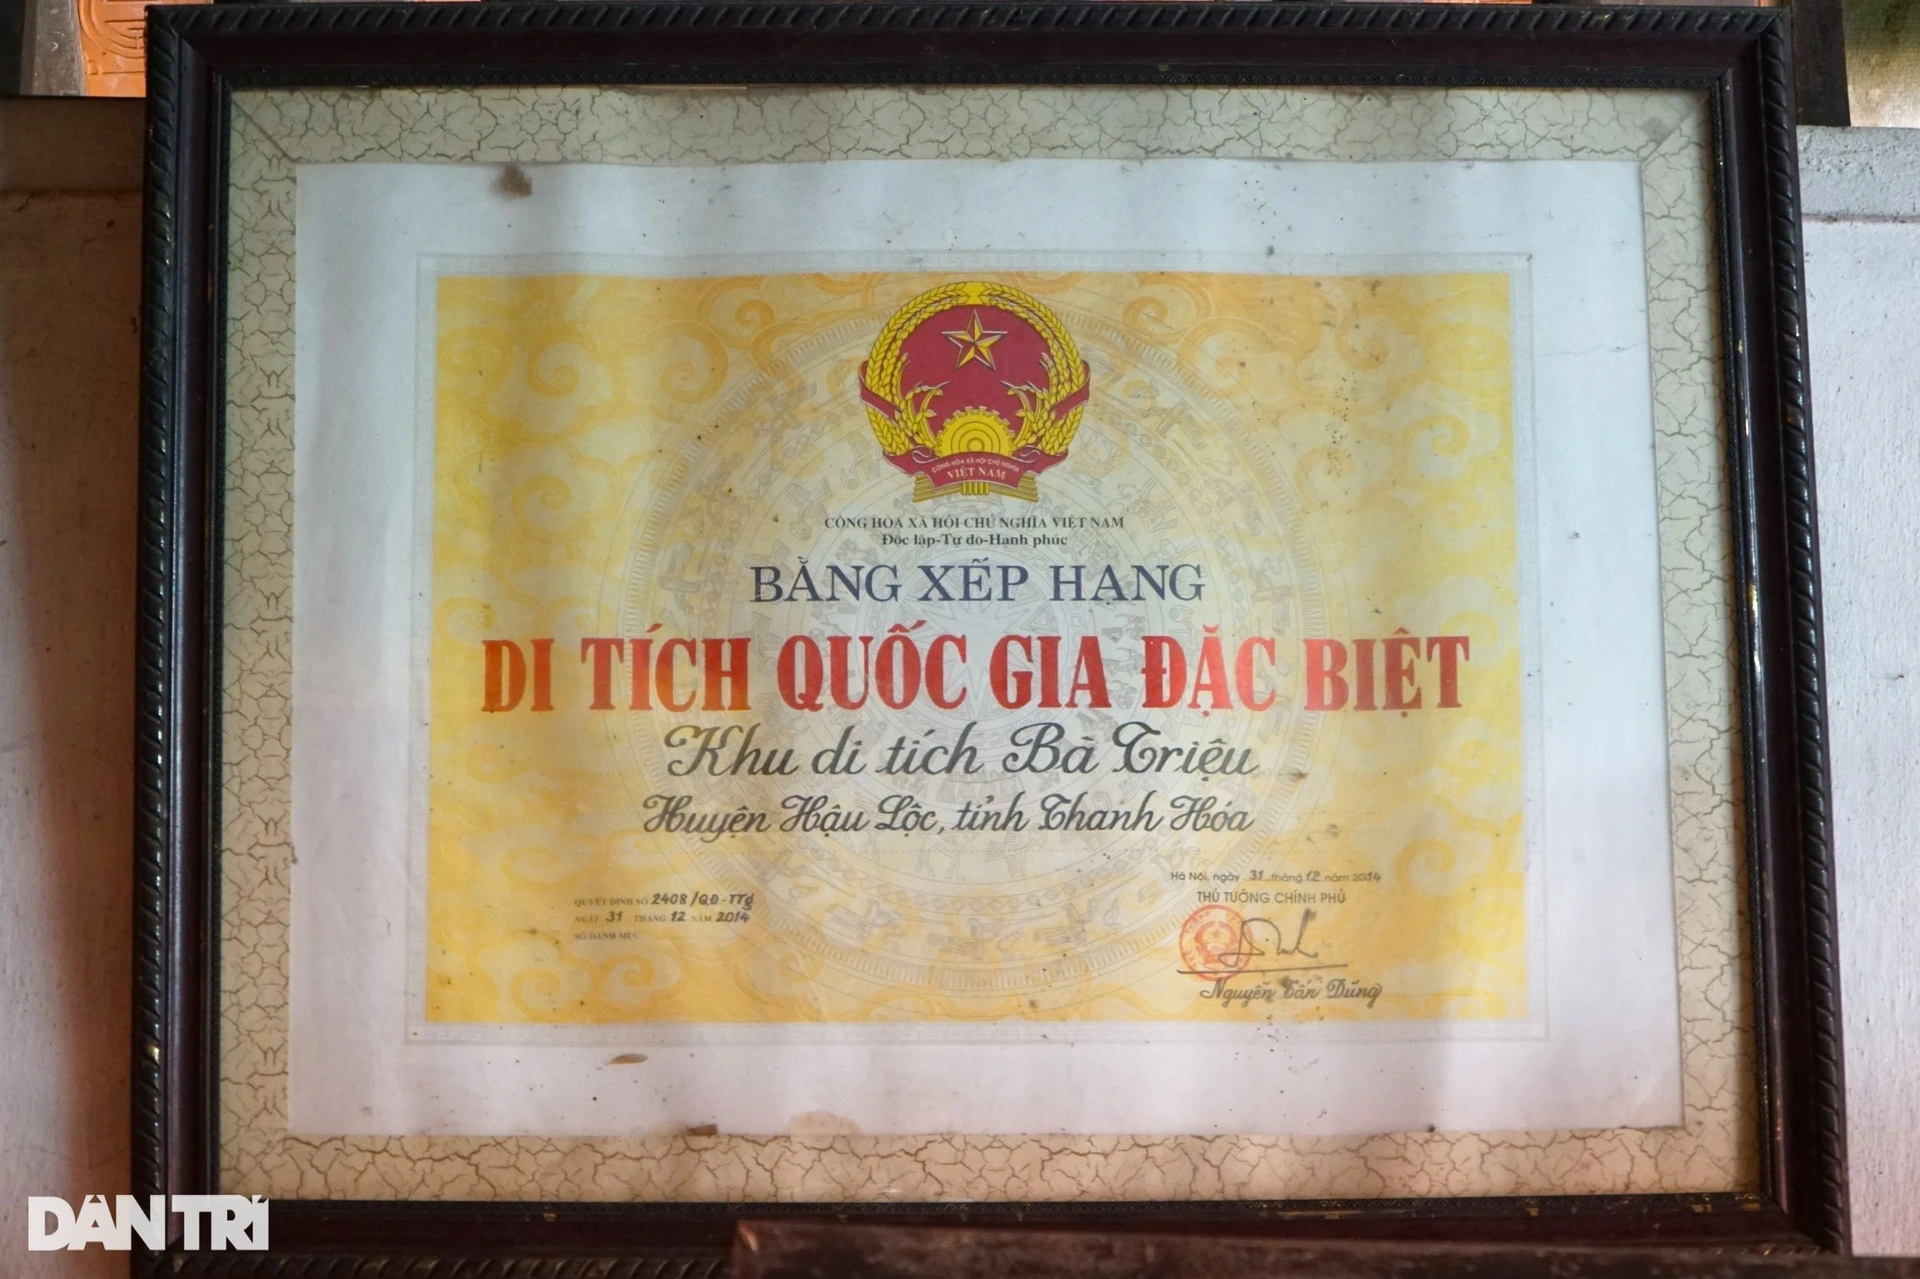 CỘNG HÒA XÃ HỘI CHỦ NGHĨA
VIỆT NAM
CỘNG HÒA XÃ HỘI CHỦ NGHĨA VIỆT NAM
Độc lập-Tự do-Hạnh phúc
BẰNG XẾP HẠNG
DI TÍCH QUỐC GIA ĐẶC BIỆT
Khu di tích Bà Triệu
Huyện Hậu Lộc, tỉnh Thanh Hóa
QUYẾT ĐỊNH SỐ 2408/QĐ-TTg
NGÀY 31 THÁNG 12 NĂM 2014
SỐ DANH MỤC
Hà Nội, ngày 31 tháng 12 năm 2014
THỦ TƯỚNG CHÍNH PHỦ
Nguyễn Tấn Dũng
DÂN TRÍ